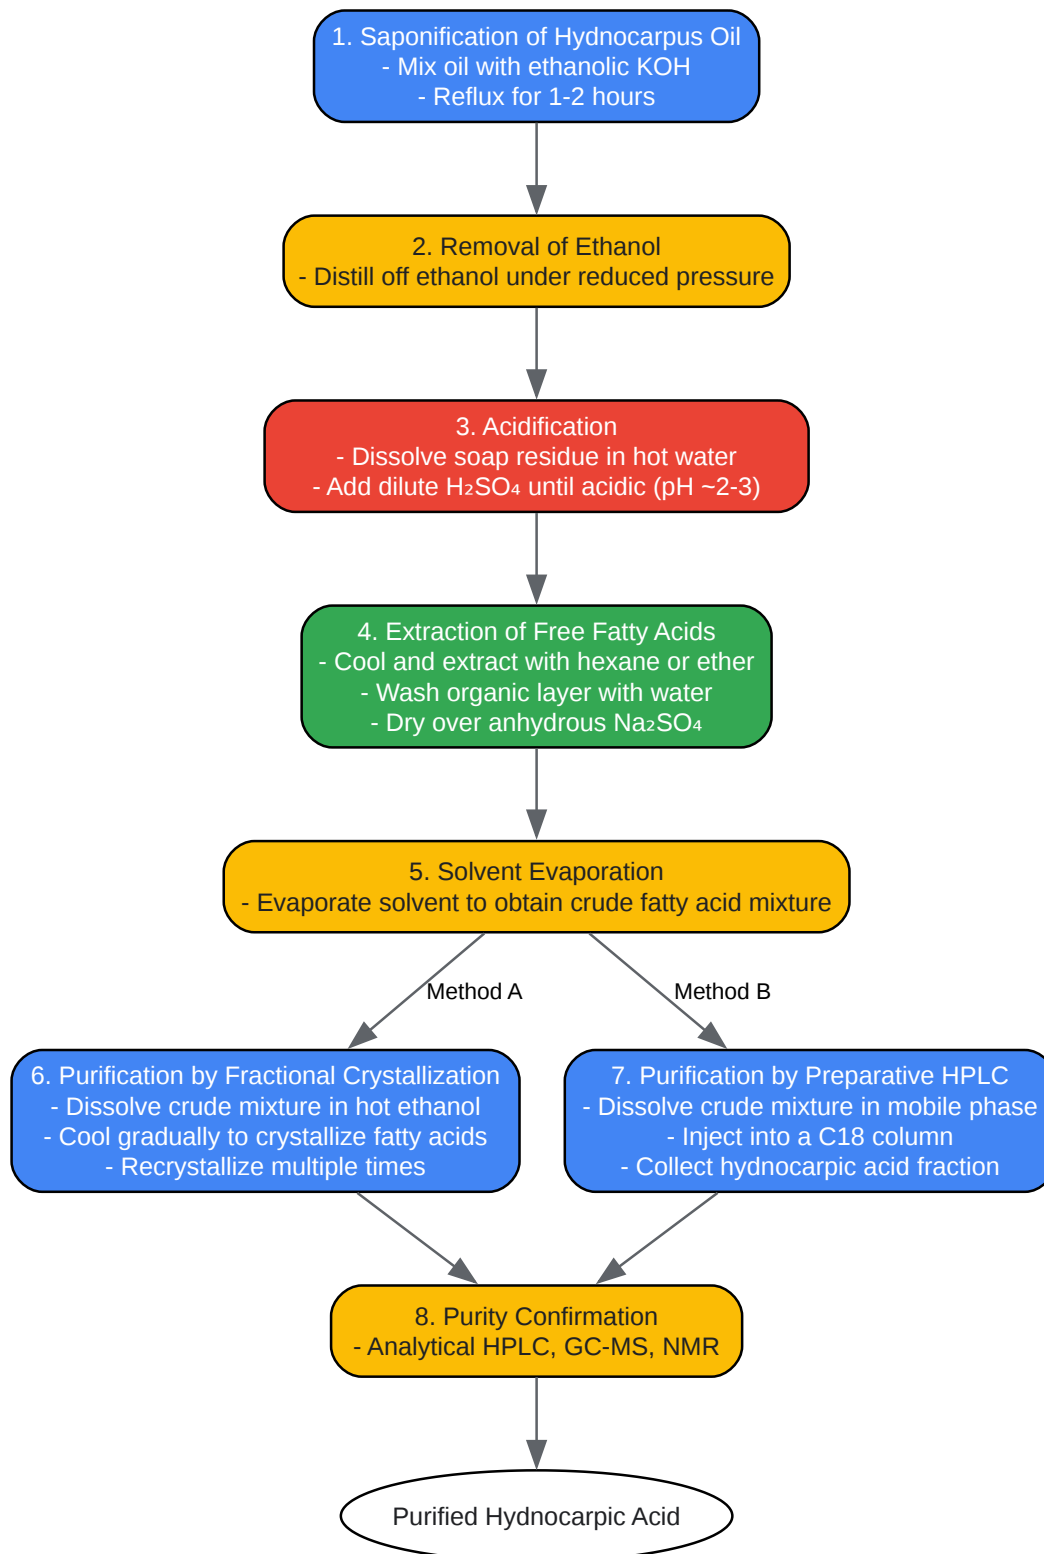 1. Saponification of Hydnocarpus Oil
- Mix oil with ethanolic KOH
- Reflux for 1-2 hours
2. Removal of Ethanol
- Distill off ethanol under reduced pressure
3. Acidification
- Dissolve soap residue in hot water
- Add dilute H₂SO₄ until acidic (pH ~2-3)
4. Extraction of Free Fatty Acids
- Cool and extract with hexane or ether
- Wash organic layer with water
- Dry over anhydrous Na₂SO₄
5. Solvent Evaporation
- Evaporate solvent to obtain crude fatty acid mixture
Method A
Method B
6. Purification by Fractional Crystallization
- Dissolve crude mixture in hot ethanol
- Cool gradually to crystallize fatty acids
- Recrystallize multiple times
7. Purification by Preparative HPLC
- Dissolve crude mixture in mobile phase
- Inject into a C18 column
- Collect hydnocarpic acid fraction
8. Purity Confirmation
- Analytical HPLC, GC-MS, NMR
Purified Hydnocarpic Acid